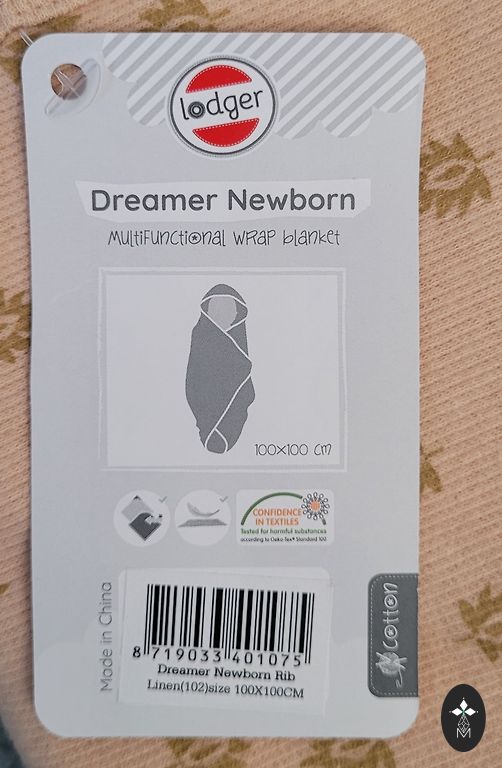 lodger
Dreamer Newborn
Multifunctional wrap blanket
100x100 cm
CONFIDENCE
IN TEXTILES
Tested for harmful substances
according to Oeko-Tex® Standard 100
Made in China
Cotton
8 719033 401075
Dreamer Newborn Rib
Linen(102)size 100X100CM